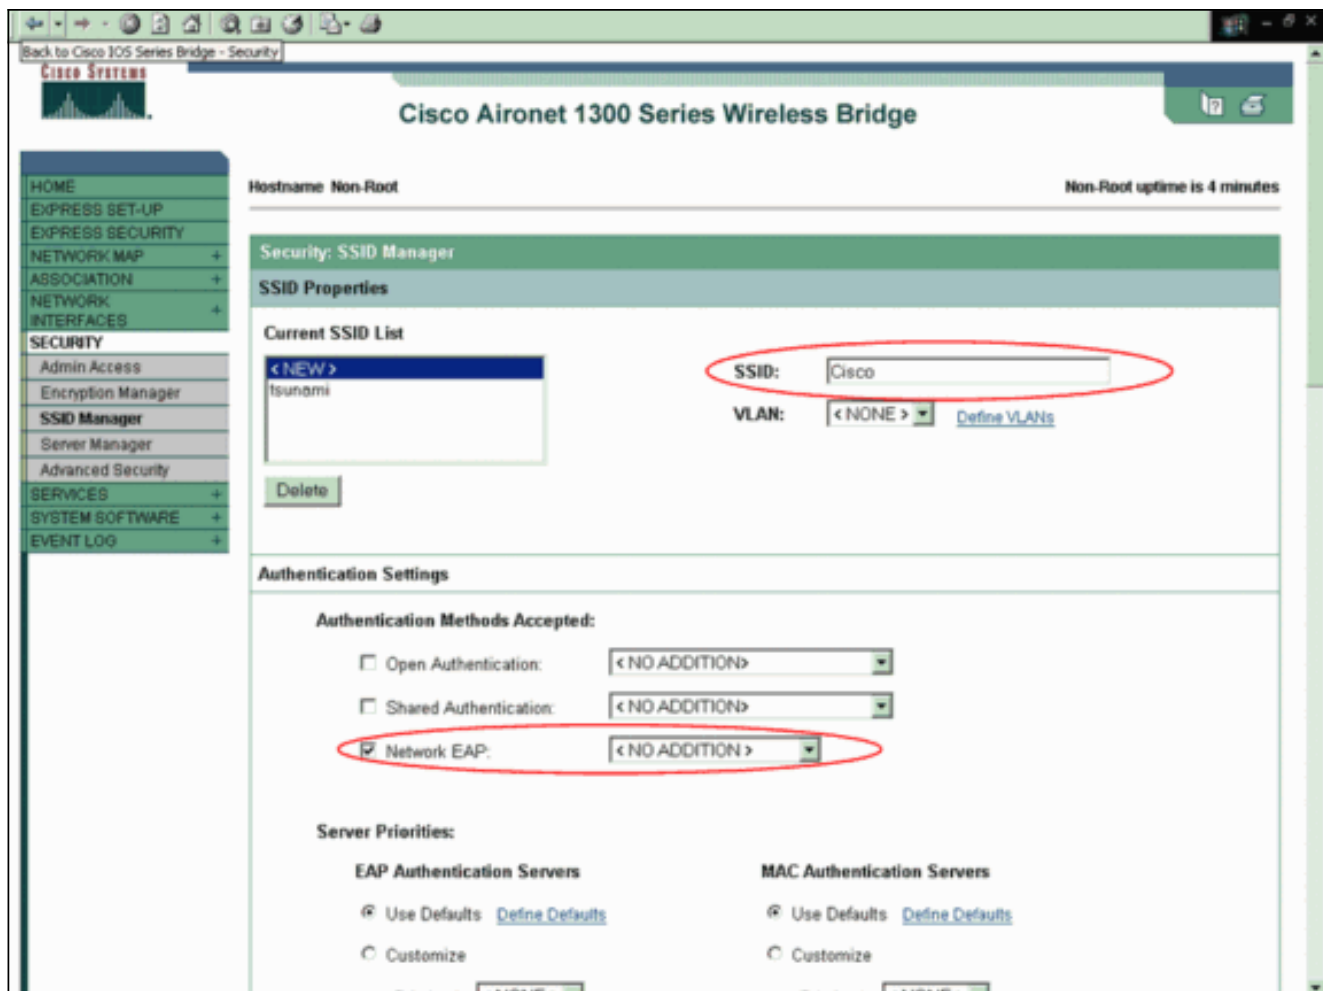 Back to Cisco IOS Series Bridge - Security
CISCO SYSTEMS
Cisco Aironet 1300 Series Wireless Bridge
HOME
EXPRESS SET-UP
EXPRESS SECURITY
NETWORK MAP +
ASSOCIATION +
NETWORK
INTERFACES +
SECURITY
Admin Access
Encryption Manager
SSID Manager
Server Manager
Advanced Security
SERVICES +
SYSTEM SOFTWARE +
EVENT LOG +
Hostname Non-Root
Non-Root uptime is 4 minutes
Security: SSID Manager
SSID Properties
Current SSID List
< NEW >
tsunami
Delete
SSID: Cisco
VLAN: < NONE > Define VLANs
Authentication Settings
Authentication Methods Accepted:
Open Authentication: < NO ADDITION>
Shared Authentication: < NO ADDITION>
Network EAP: < NO ADDITION >
Server Priorities:
EAP Authentication Servers
Use Defaults Define Defaults
Customize
MAC Authentication Servers
Use Defaults Define Defaults
Customize